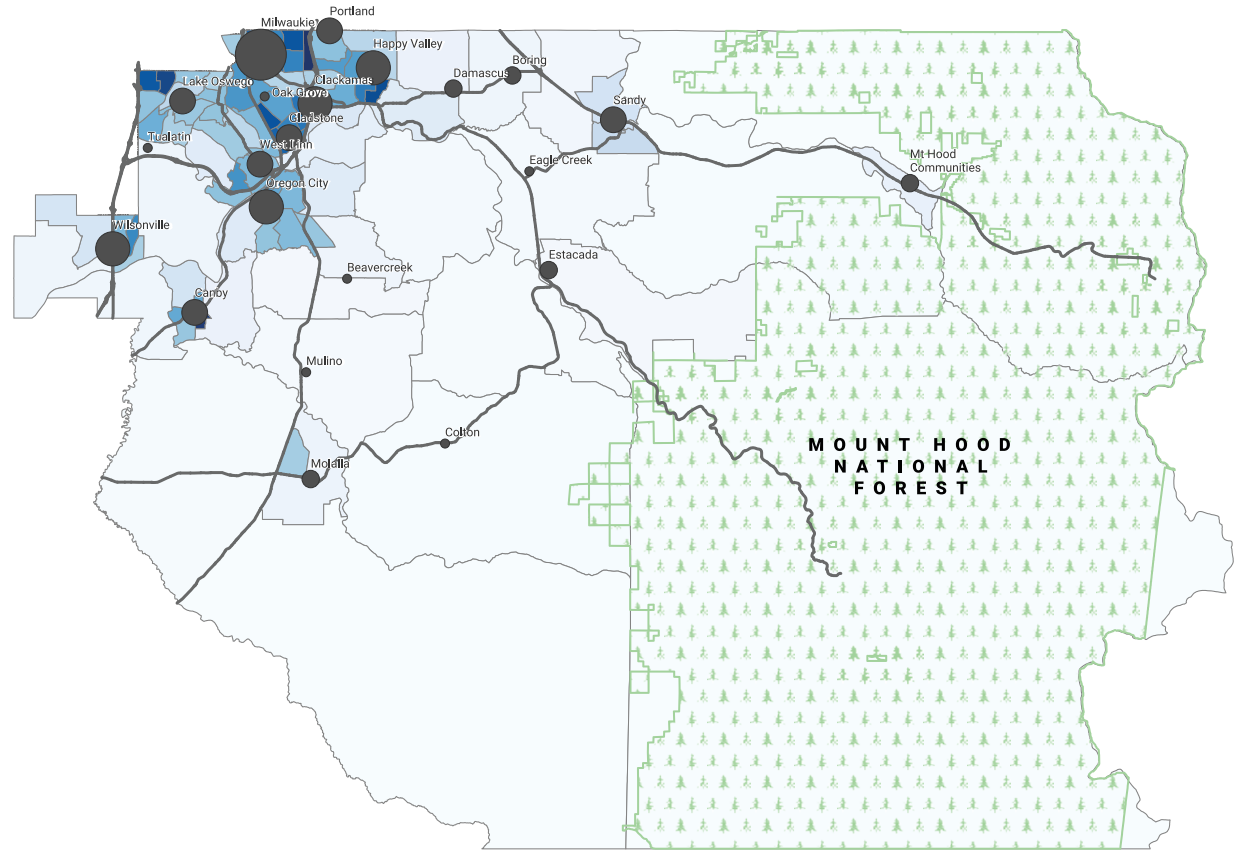 Portland
Milwaukie
Happy Valley
Boring
Damascus
Clackamas
Lake Oswego
Oak Grove
Sandy
Gladstone
Tualatin
West Linn
Eagle Creek
Mt Hood
Communities
Oregon City
Wilsonville
Estacada
Beavercreek
Canby
Mulino
Colton
MOUNT HOOD
NATIONAL
FOREST
Molalla